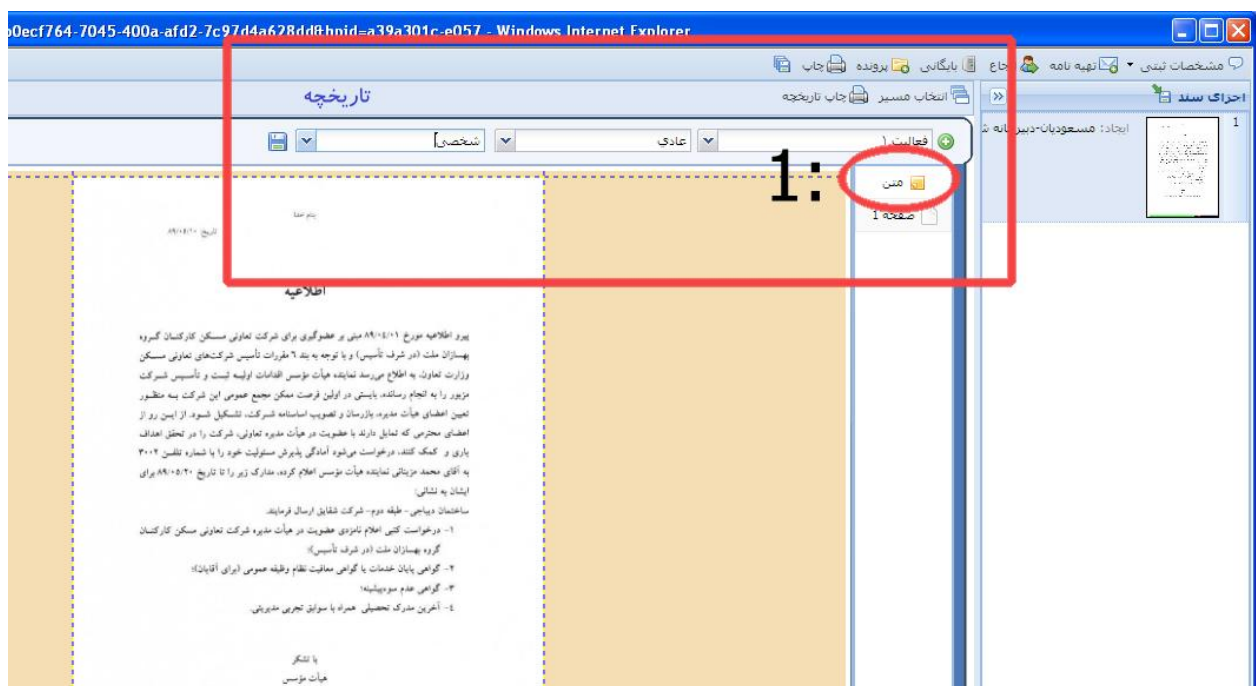 b0ecf764-7045-400a-afd2-7c97d4a628dd&hpid=a39a301c-e057 - Windows Internet Explorer
مشخصات ثبتی تهیه نامه ارجاع بایگانی پرونده چاپ
اجزای سند
انتخاب مسیر چاپ تاریخچه
تاریخچه
1
ایجاد: مسعودیان-دبیرخانه ش
فعالیت (
عادی
شخصی
1:
متن
صفحه 1
بنام خدا
تاریخ:
اطلاعیه
پیرو اطلاعیه مورخ ۸۹/۰٤/۰۱ مبنی بر عضوگیری برای شرکت تعاونی مسکن کارکنان گروه
بهسازان ملت (در شرف تأسیس) و با توجه به بند ٦ مقررات تأسیس شرکت‌های تعاونی مسکن
وزارت تعاون، به اطلاع می‌رسد نماینده هیأت مؤسس اقدامات اولیه ثبت و تأسیس شرکت
مزبور را به انجام رسانده، بایستی در اولین فرصت ممکن مجمع عمومی این شرکت به منظور
تعیین اعضای هیأت مدیره، بازرسان و تصویب اساسنامه شرکت، تشکیل شود. از این رو از
اعضای محترمی که تمایل دارند با عضویت در هیأت مدیره تعاونی، شرکت را در تحقق اهداف
یاری و کمک کنند، درخواست می‌شود آمادگی پذیرش مسئولیت خود را با شماره تلفن ۳۰۰۲
به آقای محمد مزینانی نماینده هیأت مؤسس اعلام کرده، مدارک زیر را تا تاریخ ۸۹/۰۵/۲۰ برای
ایشان به نشانی:
ساختمان دیباجی- طبقه دوم- شرکت شقایق ارسال فرمایند.
۱- درخواست کتبی اعلام نامزدی عضویت در هیأت مدیره شرکت تعاونی مسکن کارکنان
گروه بهسازان ملت (در شرف تأسیس)؛
۲- گواهی پایان خدمات یا گواهی معافیت نظام وظیفه عمومی (برای آقایان)؛
۳- گواهی عدم سوءپیشینه؛
٤- آخرین مدرک تحصیلی همراه با سوابق تجربی مدیریتی.
با تشکر
هیأت مؤسس